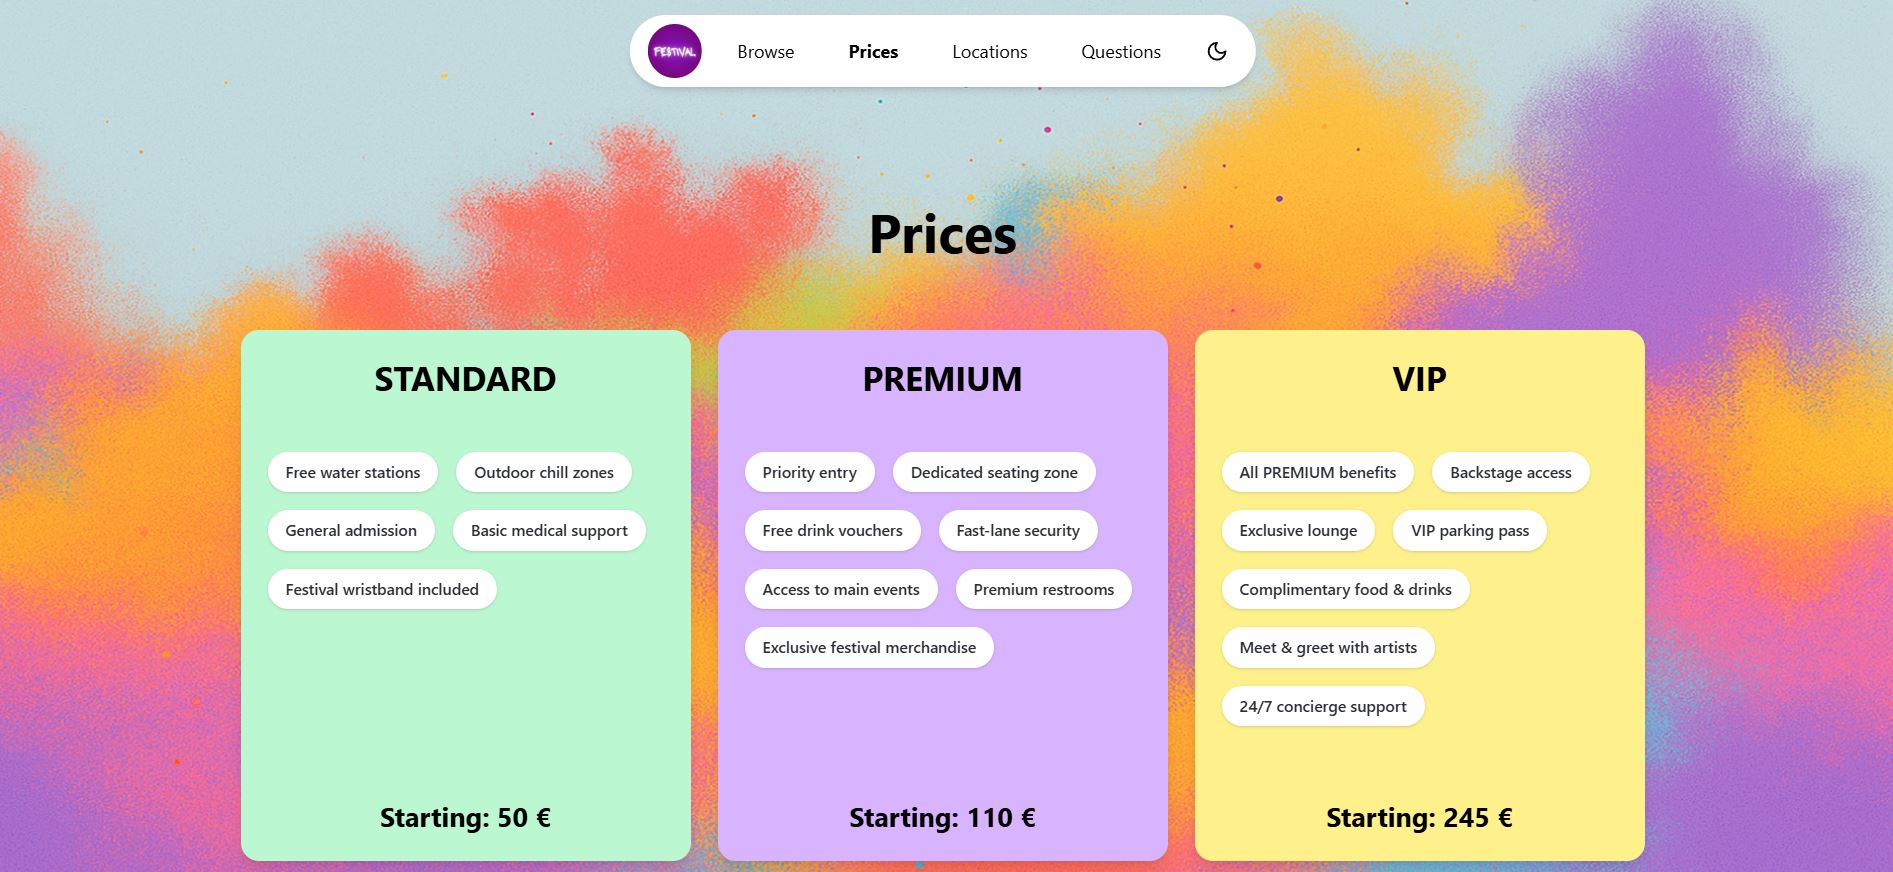 FESTIVAL Browse Prices Locations Questions
Prices
STANDARD
Free water stations Outdoor chill zones
General admission Basic medical support
Festival wristband included
Starting: 50 €
PREMIUM
Priority entry Dedicated seating zone
Free drink vouchers Fast-lane security
Access to main events Premium restrooms
Exclusive festival merchandise
Starting: 110 €
VIP
All PREMIUM benefits Backstage access
Exclusive lounge VIP parking pass
Complimentary food & drinks
Meet & greet with artists
24/7 concierge support
Starting: 245 €